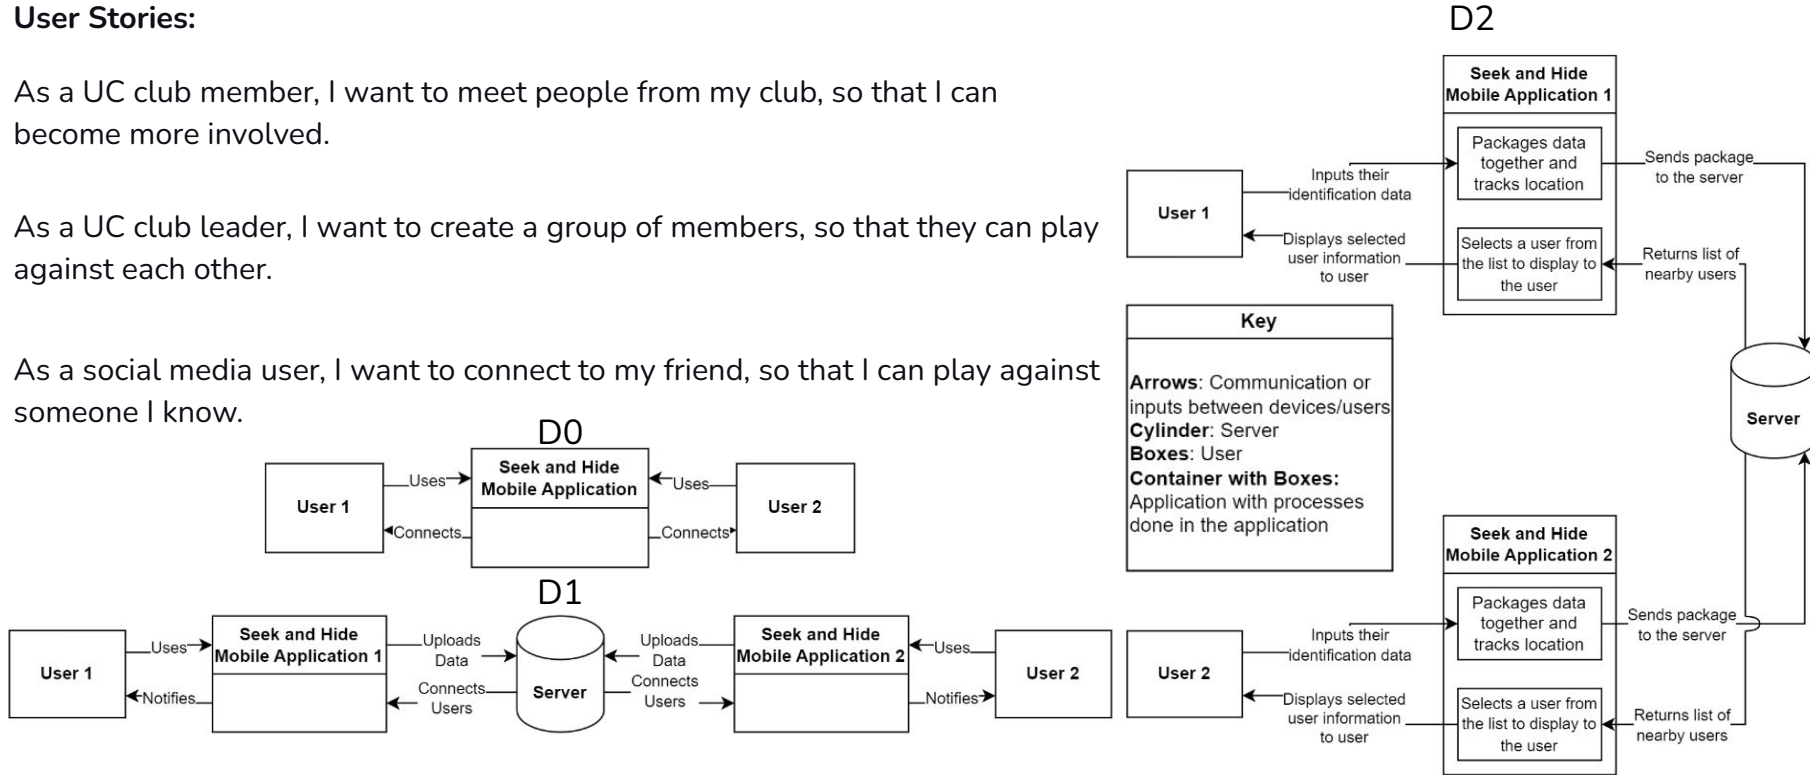 User Stories:
As a UC club member, I want to meet people from my club, so that I can
become more involved.
As a UC club leader, I want to create a group of members, so that they can play
against each other.
As a social media user, I want to connect to my friend, so that I can play against
someone I know.
D0
User 1
Uses
Connects
Seek and Hide
Mobile Application
Uses
Connects
User 2
D1
User 1
Uses
Notifies
Seek and Hide
Mobile Application 1
Uploads
Data
Connects
Users
Server
Uploads
Data
Connects
Users
Seek and Hide
Mobile Application 2
Uses
Notifies
User 2
D2
Seek and Hide
Mobile Application 1
User 1
Inputs their
identification data
Packages data
together and
tracks location
Sends package
to the server
Displays selected
user information
to user
Selects a user from
the list to display to
the user
Returns list of
nearby users
Key
Arrows: Communication or
inputs between devices/users
Cylinder: Server
Boxes: User
Container with Boxes:
Application with processes
done in the application
Server
Seek and Hide
Mobile Application 2
User 2
Inputs their
identification data
Packages data
together and
tracks location
Sends package
to the server
Displays selected
user information
to user
Selects a user from
the list to display to
the user
Returns list of
nearby users